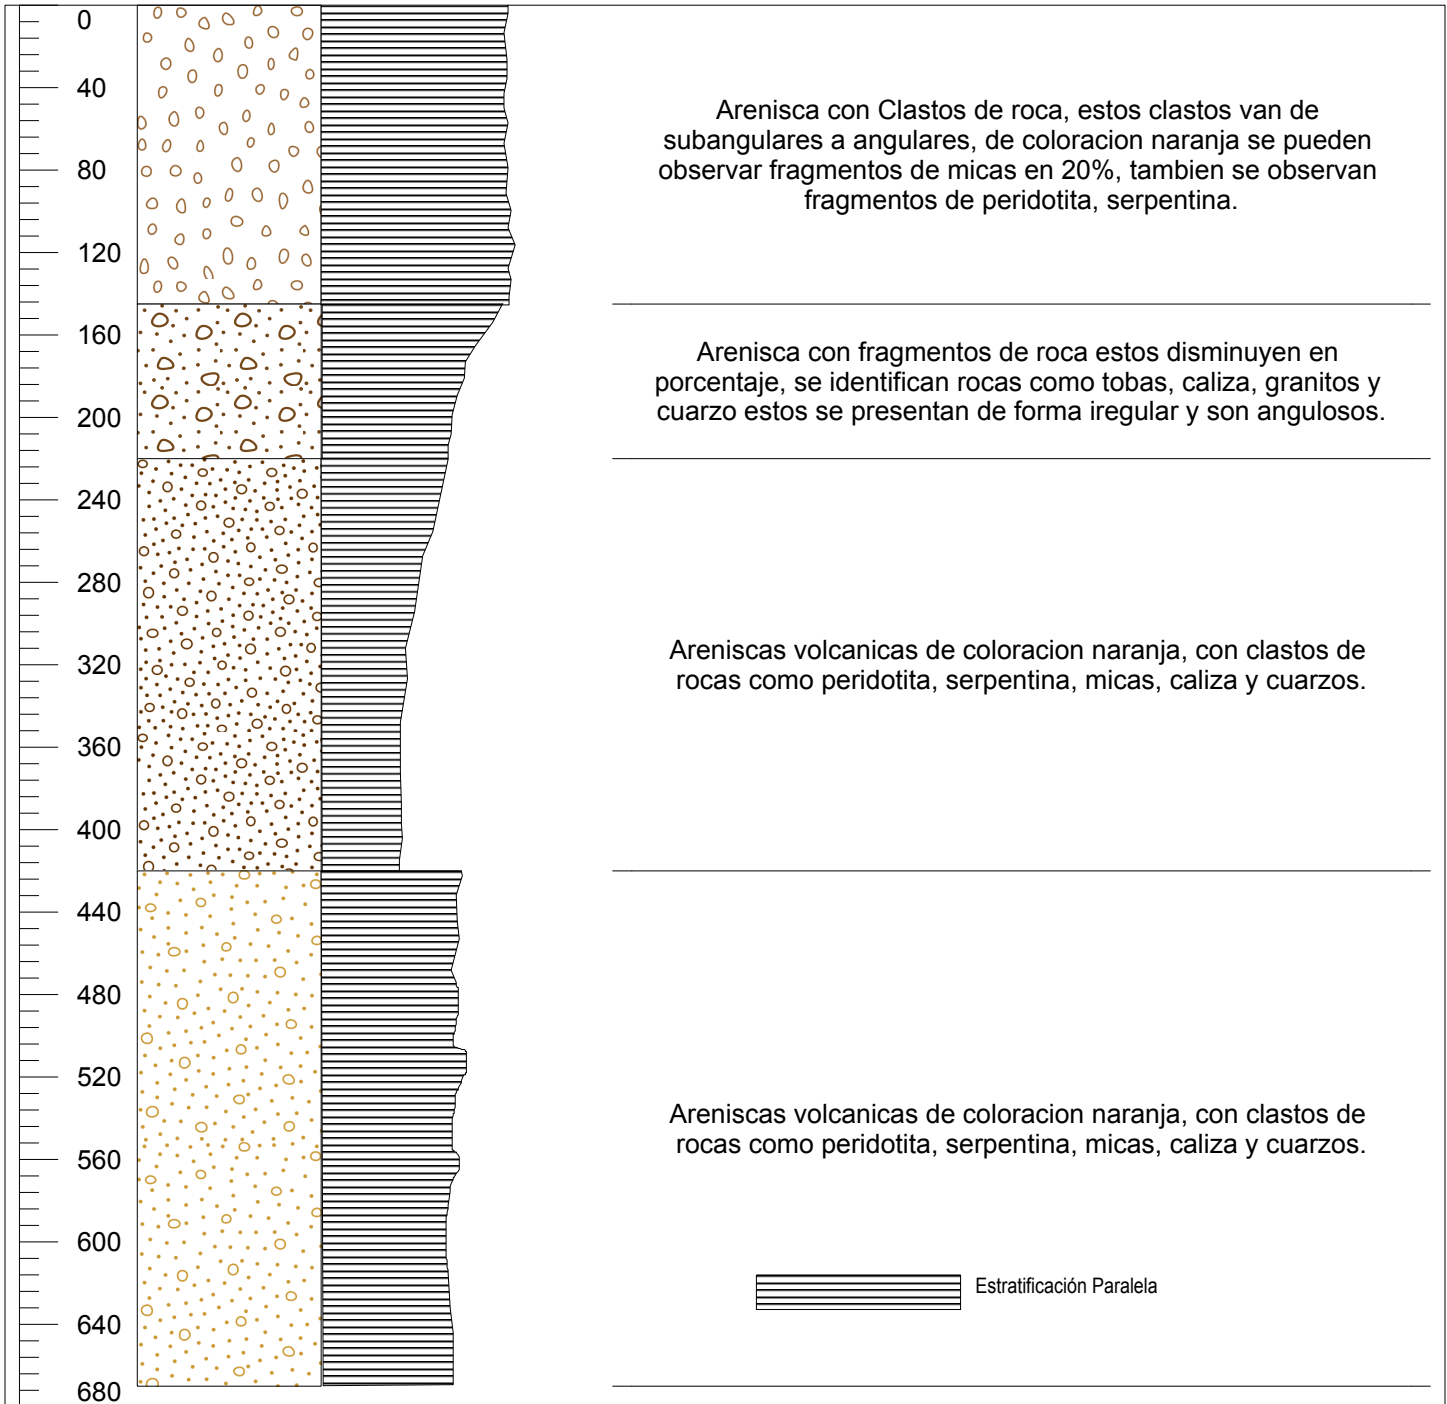 0
40
80
120
160
200
240
280
320
360
400
440
480
520
560
600
640
680
Arenisca con Clastos de roca, estos clastos van de
subangulares a angulares, de coloracion naranja se pueden
observar fragmentos de micas en 20%, tambien se observan
fragmentos de peridotita, serpentina.
Arenisca con fragmentos de roca estos disminuyen en
porcentaje, se identifican rocas como tobas, caliza, granitos y
cuarzo estos se presentan de forma iregular y son angulosos.
Areniscas volcanicas de coloracion naranja, con clastos de
rocas como peridotita, serpentina, micas, caliza y cuarzos.
Areniscas volcanicas de coloracion naranja, con clastos de
rocas como peridotita, serpentina, micas, caliza y cuarzos.
Estratificación Paralela